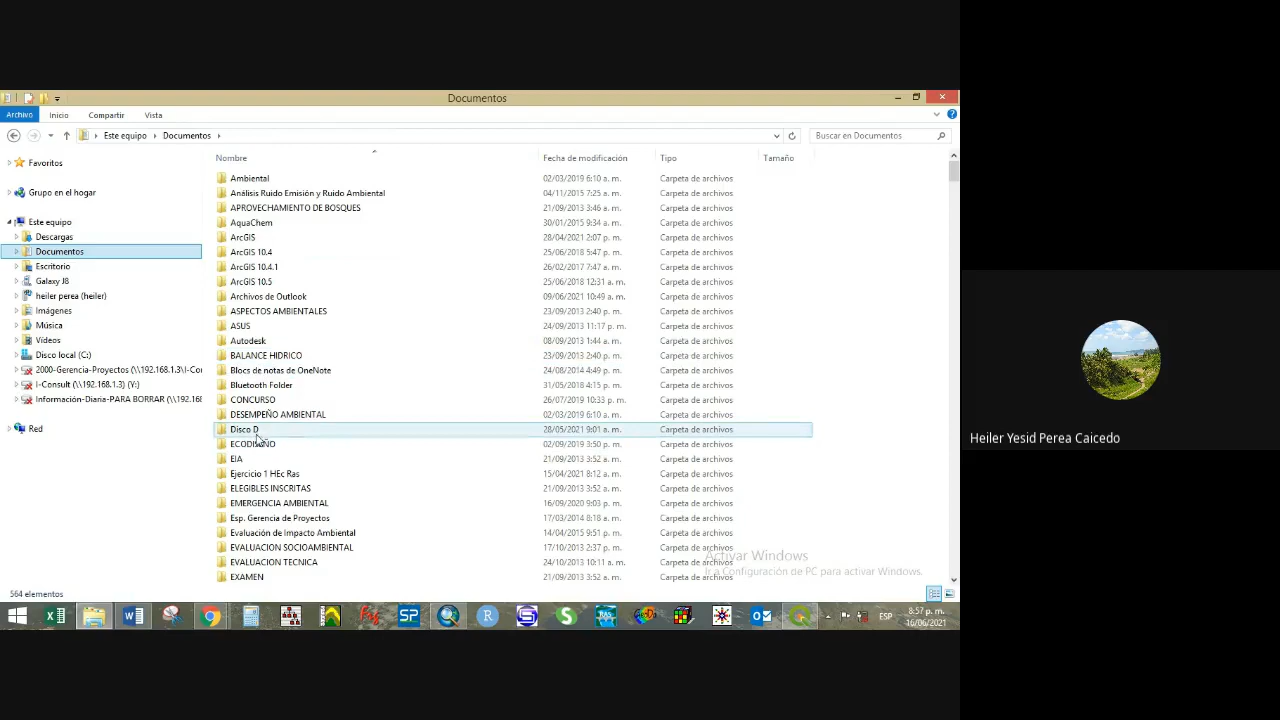 Documentos
Archivo Inicio Compartir Vista
Este equipo Documentos Buscar en Documentos
Nombre Fecha de modificación Tipo Tamaño
Favoritos
Grupo en el hogar
Este equipo
Descargas
Documentos
Escritorio
Galaxy J8
heiler perea (heiler)
Imágenes
Música
Vídeos
Disco local (C:)
2000-Gerencia-Proyectos (\\192.168.1.3\I-Co
I-Consult (\\192.168.1.3) (Y:)
Información-Diaria-PARA BORRAR (\\192.168
Red
Ambiental 02/03/2019 6:10 a. m. Carpeta de archivos
Análisis Ruido Emisión y Ruido Ambiental 04/11/2015 7:25 a. m. Carpeta de archivos
APROVECHAMIENTO DE BOSQUES 21/09/2013 3:46 a. m. Carpeta de archivos
AquaChem 30/01/2015 9:34 a. m. Carpeta de archivos
ArcGIS 28/04/2021 2:07 p. m. Carpeta de archivos
ArcGIS 10.4 25/06/2018 5:47 p. m. Carpeta de archivos
ArcGIS 10.4.1 26/02/2017 7:47 a. m. Carpeta de archivos
ArcGIS 10.5 25/06/2018 12:31 a. m. Carpeta de archivos
Archivos de Outlook 09/06/2021 10:49 a. m. Carpeta de archivos
ASPECTOS AMBIENTALES 23/09/2013 2:40 p. m. Carpeta de archivos
ASUS 24/09/2013 11:17 p. m. Carpeta de archivos
Autodesk 08/09/2013 1:44 a. m. Carpeta de archivos
BALANCE HIDRICO 23/09/2013 2:40 p. m. Carpeta de archivos
Blocs de notas de OneNote 24/08/2014 4:49 p. m. Carpeta de archivos
Bluetooth Folder 31/05/2018 4:15 p. m. Carpeta de archivos
CONCURSO 26/07/2019 10:33 p. m. Carpeta de archivos
DESEMPEÑO AMBIENTAL 02/03/2019 6:10 a. m. Carpeta de archivos
Disco D 28/05/2021 9:01 a. m. Carpeta de archivos
ECODISEÑO 02/09/2019 3:50 p. m. Carpeta de archivos
EIA 21/09/2013 3:52 a. m. Carpeta de archivos
Ejercicio 1 HEc Ras 15/04/2021 8:12 a. m. Carpeta de archivos
ELEGIBLES INSCRITAS 21/09/2013 3:52 a. m. Carpeta de archivos
EMERGENCIA AMBIENTAL 16/09/2020 9:03 p. m. Carpeta de archivos
Esp. Gerencia de Proyectos 17/03/2014 8:18 a. m. Carpeta de archivos
Evaluación de Impacto Ambiental 14/04/2015 9:51 p. m. Carpeta de archivos
EVALUACION SOCIOAMBIENTAL 17/10/2013 2:37 p. m. Carpeta de archivos
EVALUACION TECNICA 24/10/2013 10:11 a. m. Carpeta de archivos
EXAMEN 21/09/2013 3:52 a. m. Carpeta de archivos
Activar Windows
Ir a Configuración de PC para activar Windows.
564 elementos
SP
R
S
S
RAS
ESP
8:57 p. m.
16/06/2021
Heiler Yesid Perea Caicedo